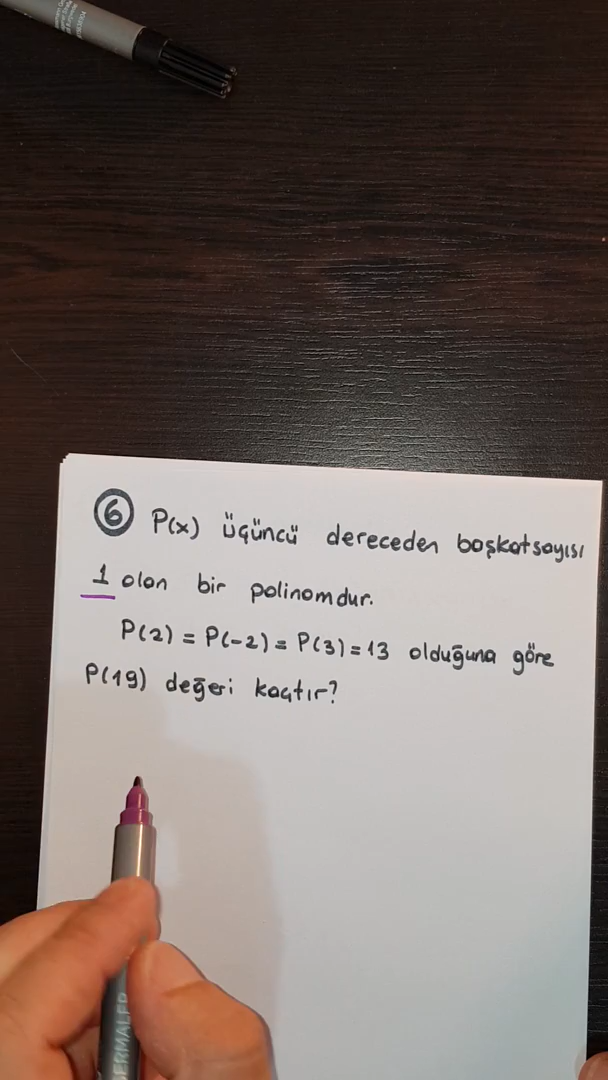 6 P(x) üçüncü dereceden başkatsayısı
1 olan bir polinomdur.
P(2) = P(-2) = P(3) = 13 olduğuna göre
P(19) değeri kaçtır?